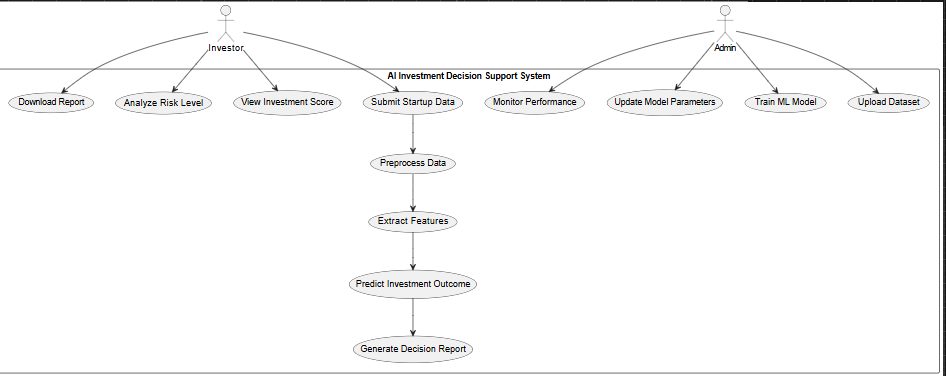 Investor
Admin
AI Investment Decision Support System
Download Report
Analyze Risk Level
View Investment Score
Submit Startup Data
Monitor Performance
Update Model Parameters
Train ML Model
Upload Dataset
Preprocess Data
Extract Features
Predict Investment Outcome
Generate Decision Report